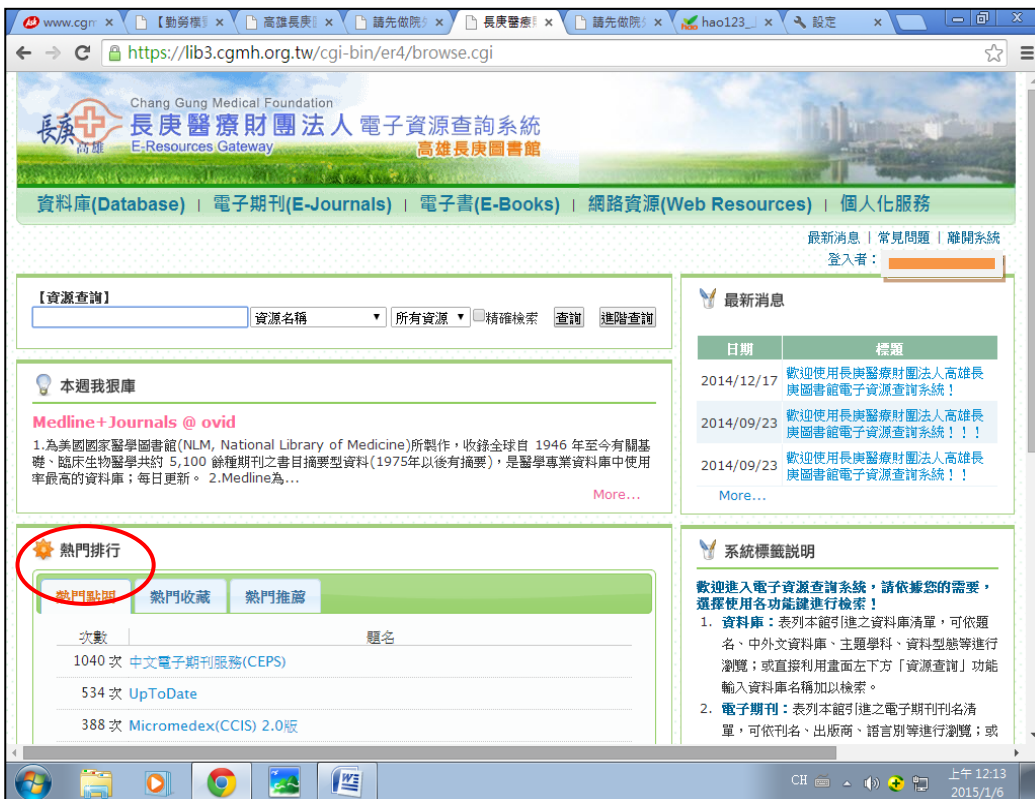 www.cgm
【勤勞樸
高雄長庚
請先做院
長庚醫療
請先做院
hao123_
設定
https://lib3.cgmh.org.tw/cgi-bin/er4/browse.cgi
長庚
高雄
Chang Gung Medical Foundation
長庚醫療財團法人電子資源查詢系統
E-Resources Gateway
高雄長庚圖書館
資料庫(Database) | 電子期刊(E-Journals) | 電子書(E-Books) | 網路資源(Web Resources) | 個人化服務
最新消息 | 常見問題 | 離開系統
登入者：
【資源查詢】
資源名稱 所有資源 精確檢索 查詢 進階查詢
本週我狠庫
Medline+Journals @ ovid
1.為美國國家醫學圖書館(NLM, National Library of Medicine)所製作，收錄全球自 1946 年至今有關基
礎、臨床生物醫學共約 5,100 餘種期刊之書目摘要型資料(1975年以後有摘要)，是醫學專業資料庫中使用
率最高的資料庫；每日更新。 2.Medline為...
More...
熱門排行
熱門點閱 熱門收藏 熱門推薦
次數 題名
1040 次 中文電子期刊服務(CEPS)
534 次 UpToDate
388 次 Micromedex(CCIS) 2.0版
最新消息
日期 標題
2014/12/17 歡迎使用長庚醫療財團法人高雄長
庚圖書館電子資源查詢系統！
2014/09/23 歡迎使用長庚醫療財團法人高雄長
庚圖書館電子資源查詢系統！！！
2014/09/23 歡迎使用長庚醫療財團法人高雄長
庚圖書館電子資源查詢系統！！
More...
系統標籤說明
歡迎進入電子資源查詢系統，請依據您的需要，
選擇使用各功能鍵進行檢索！
1. 資料庫：表列本館引進之資料庫清單，可依題
名、中外文資料庫、主題學科、資料型態等進行
瀏覽；或直接利用畫面左下方「資源查詢」功能
輸入資料庫名稱加以檢索。
2. 電子期刊：表列本館引進之電子期刊刊名清
單，可依刊名、出版商、語言別等進行瀏覽；或
CH
上午 12:13
2015/1/6